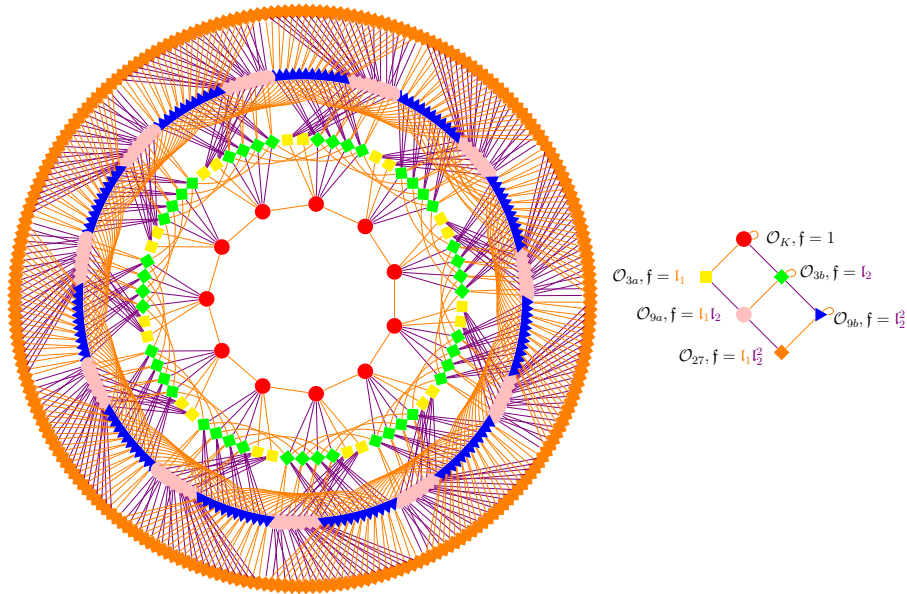 𝒪_K, 𝔣 = 1
𝒪_{3a}, 𝔣 = 𝔩_1
𝒪_{3b}, 𝔣 = 𝔩_2
𝒪_{9a}, 𝔣 = 𝔩_1𝔩_2
𝒪_{9b}, 𝔣 = 𝔩_2^2
𝒪_{27}, 𝔣 = 𝔩_1𝔩_2^2